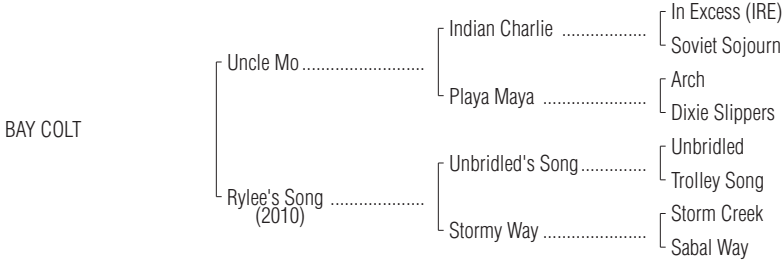 In Excess (IRE)
Indian Charlie ..................
Soviet Sojourn
Uncle Mo ..........................
Arch
Playa Maya ......................
Dixie Slippers
BAY COLT
Unbridled
Unbridled's Song ..............
Trolley Song
Rylee's Song ....................
(2010)
Storm Creek
Stormy Way ......................
Sabal Way